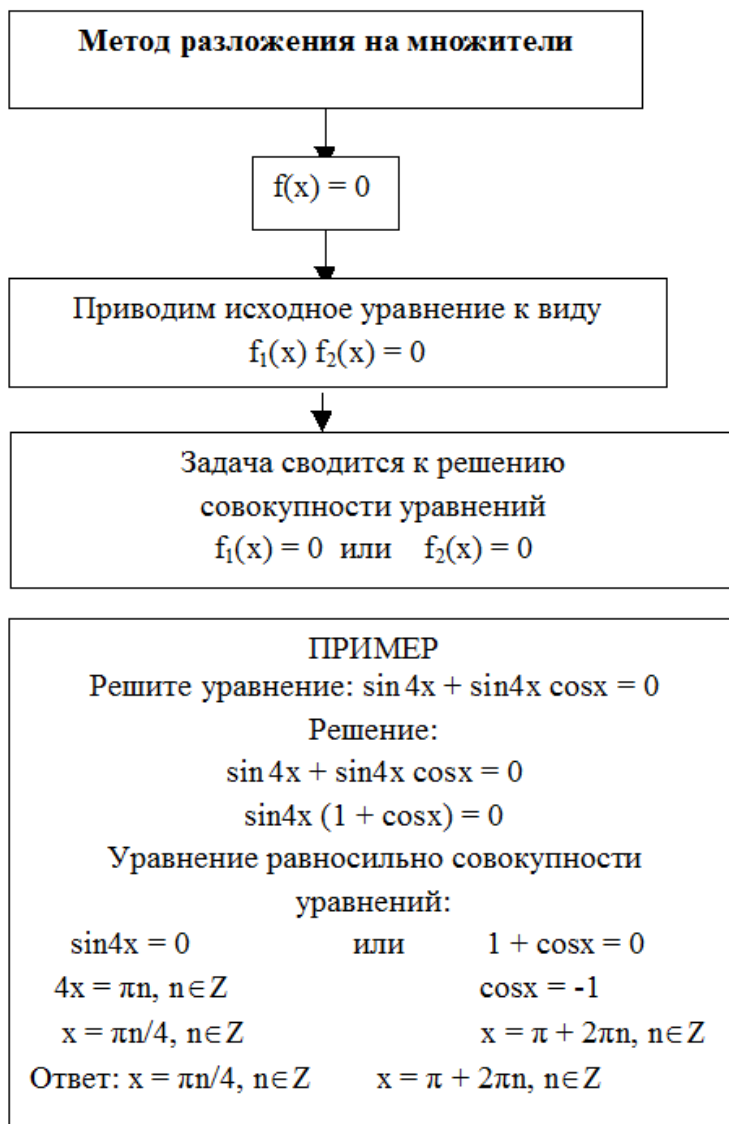 Метод разложения на множители
f(x) = 0
Приводим исходное уравнение к виду
f₁(x) f₂(x) = 0
Задача сводится к решению
совокупности уравнений
f₁(x) = 0 или f₂(x) = 0
ПРИМЕР
Решите уравнение: sin 4x + sin4x cosx = 0
Решение:
sin 4x + sin4x cosx = 0
sin4x (1 + cosx) = 0
Уравнение равносильно совокупности
уравнений:
sin4x = 0 или 1 + cosx = 0
4x = πn, n∈Z cosx = -1
x = πn/4, n∈Z x = π + 2πn, n∈Z
Ответ: x = πn/4, n∈Z x = π + 2πn, n∈Z